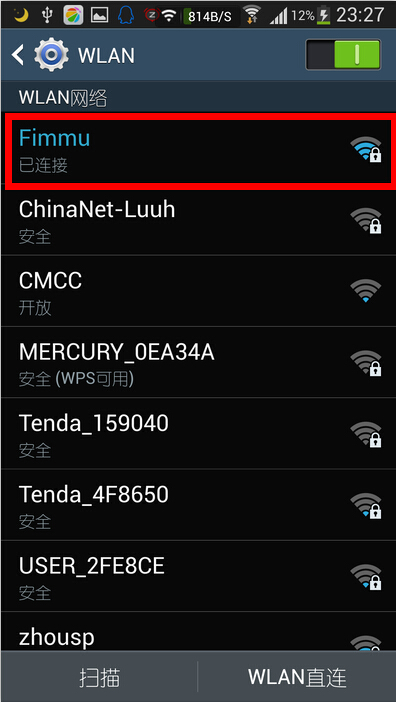 814B/S 12% 23:27
WLAN
WLAN网络
Fimmu
已连接
ChinaNet-Luuh
安全
CMCC
开放
MERCURY_0EA34A
安全 (WPS可用)
Tenda_159040
安全
Tenda_4F8650
安全
USER_2FE8CE
安全
zhousp
扫描 WLAN直连